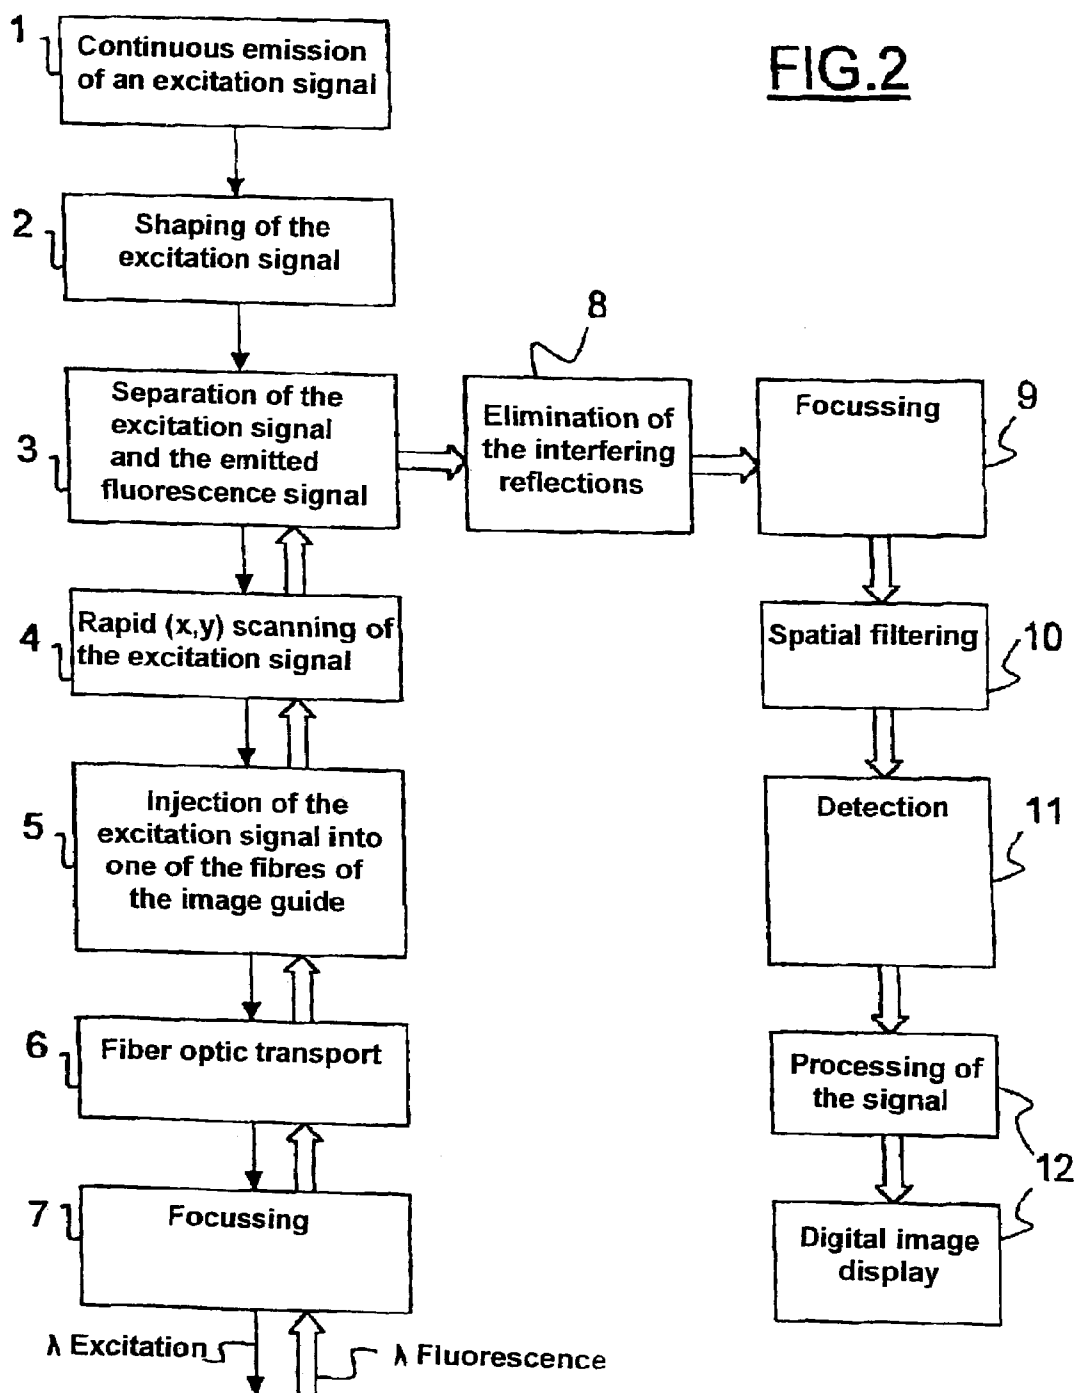 FIG.2
1
Continuous emission
of an excitation signal
2
Shaping of the
excitation signal
3
Separation of the
excitation signal
and the emitted
fluorescence signal
4
Rapid (x,y) scanning of
the excitation signal
5
Injection of the
excitation signal into
one of the fibres of
the image guide
6
Fiber optic transport
7
Focussing
λ Excitation
λ Fluorescence
8
Elimination of
the interfering
reflections
9
Focussing
10
Spatial filtering
11
Detection
Processing of
the signal
12
Digital image
display